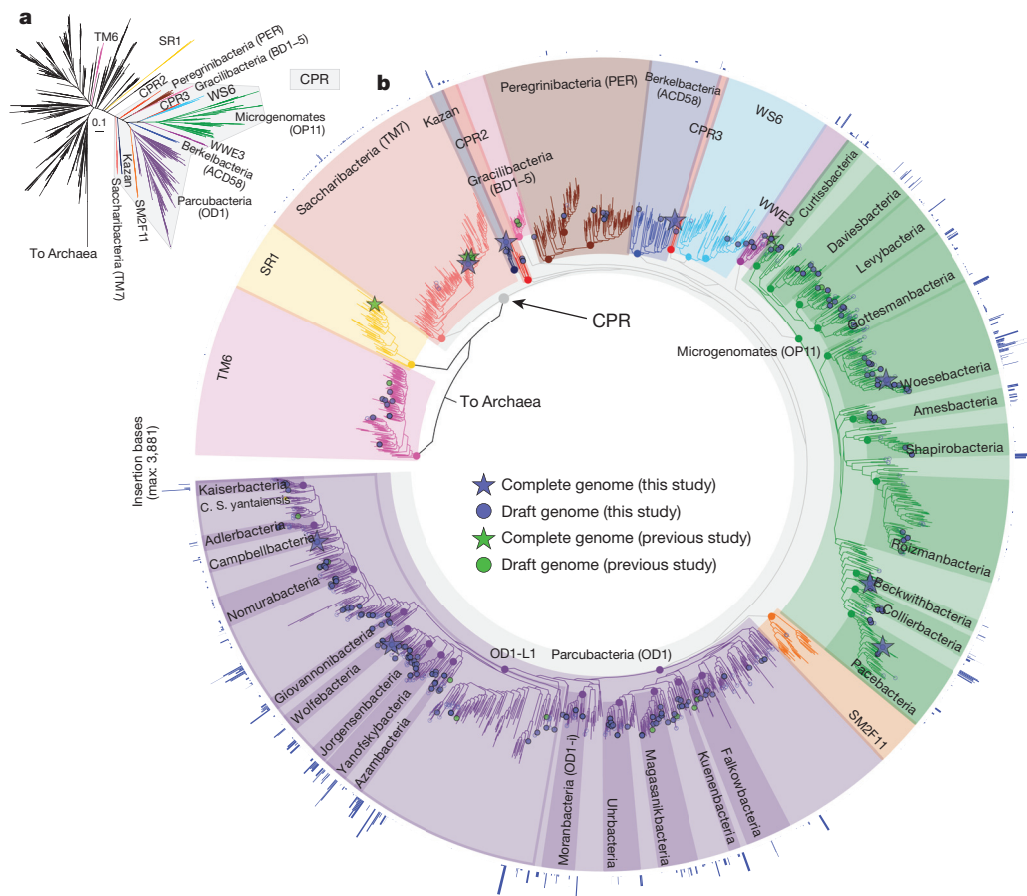 a
TM6
SR1
CPR2
Peregrinibacteria (PER)
Gracilibacteria (BD1–5)
CPR3
WS6
CPR
Microgenomates
(OP11)
0.1
WWE3
Berkelbacteria
(ACD58)
Parcubacteria
(OD1)
Kazan
SM2F11
Saccharibacteria (TM7)
To Archaea
b
TM6
SR1
Saccharibacteria (TM7)
Kazan
CPR2
Gracilibacteria
(BD1–5)
Peregrinibacteria (PER)
Berkelbacteria
(ACD58)
CPR3
WS6
WWE3
Curtissbacteria
Daviesbacteria
Levybacteria
Gottesmanbacteria
Woesebacteria
Amesbacteria
Shapirobacteria
Roizmanbacteria
Beckwithbacteria
Collierbacteria
Pacebacteria
Microgenomates (OP11)
SM2F11
CPR
To Archaea
Complete genome (this study)
Draft genome (this study)
Complete genome (previous study)
Draft genome (previous study)
Insertion bases
(max: 3,881)
Kaiserbacteria
C. S. yantaiensis
Adlerbacteria
Campbellbacteria
Nomurabacteria
Giovannonibacteria
Wolfebacteria
Jorgensenbacteria
Yanofskybacteria
Azambacteria
OD1-L1
Parcubacteria (OD1)
Moranbacteria (OD1-i)
Uhrbacteria
Magasanikbacteria
Kuenenbacteria
Falkowbacteria